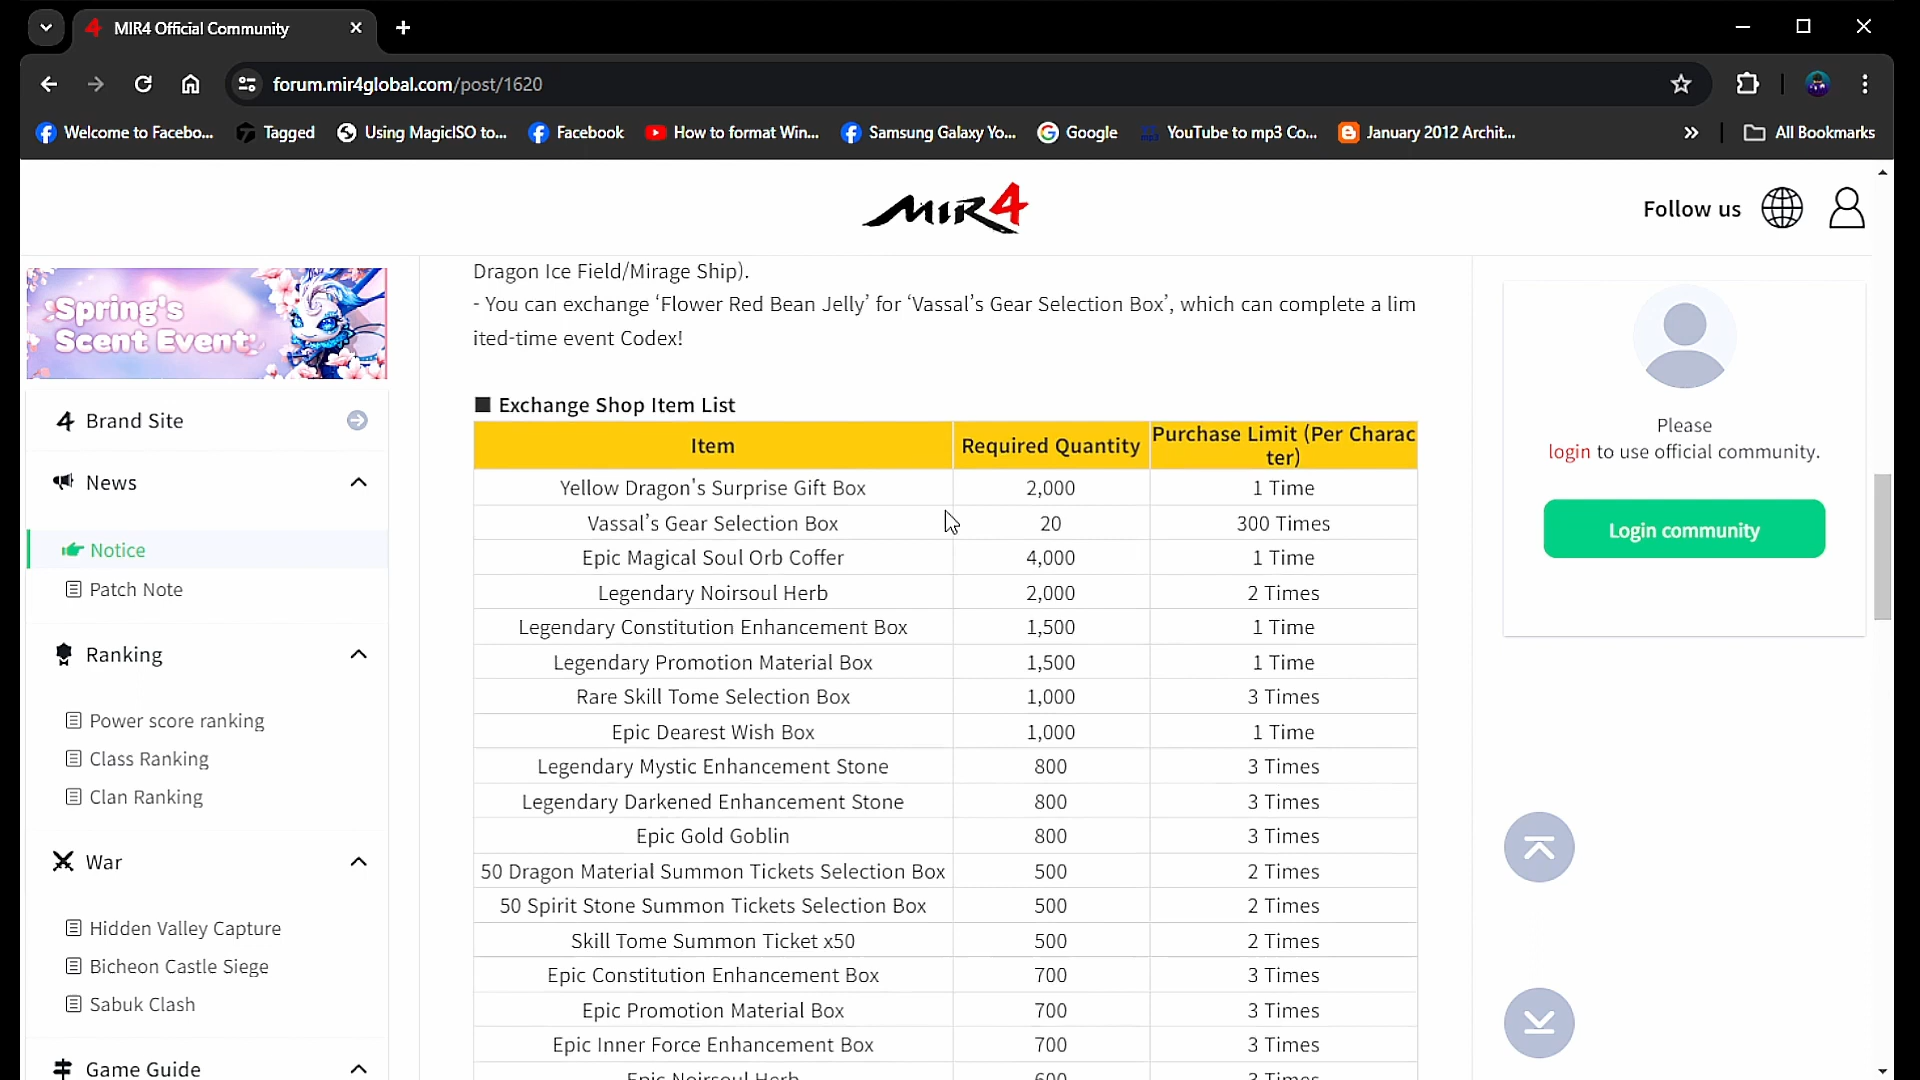 MIR4 Official Community
forum.mir4global.com/post/1620
Welcome to Facebo...
Tagged
Using MagicISO to...
Facebook
How to format Win...
Samsung Galaxy Yo...
Google
YouTube to mp3 Co...
January 2012 Archit...
All Bookmarks
MIR4
Follow us
Spring's
Scent Event
Brand Site
News
Notice
Patch Note
Ranking
Power score ranking
Class Ranking
Clan Ranking
War
Hidden Valley Capture
Bicheon Castle Siege
Sabuk Clash
Game Guide
Dragon Ice Field/Mirage Ship).
- You can exchange ‘Flower Red Bean Jelly’ for ‘Vassal’s Gear Selection Box’, which can complete a lim
ited-time event Codex!
■ Exchange Shop Item List
Item Required Quantity Purchase Limit (Per Charac
ter)
Yellow Dragon's Surprise Gift Box 2,000 1 Time
Vassal’s Gear Selection Box 20 300 Times
Epic Magical Soul Orb Coffer 4,000 1 Time
Legendary Noirsoul Herb 2,000 2 Times
Legendary Constitution Enhancement Box 1,500 1 Time
Legendary Promotion Material Box 1,500 1 Time
Rare Skill Tome Selection Box 1,000 3 Times
Epic Dearest Wish Box 1,000 1 Time
Legendary Mystic Enhancement Stone 800 3 Times
Legendary Darkened Enhancement Stone 800 3 Times
Epic Gold Goblin 800 3 Times
50 Dragon Material Summon Tickets Selection Box 500 2 Times
50 Spirit Stone Summon Tickets Selection Box 500 2 Times
Skill Tome Summon Ticket x50 500 2 Times
Epic Constitution Enhancement Box 700 3 Times
Epic Promotion Material Box 700 3 Times
Epic Inner Force Enhancement Box 700 3 Times
Epic Noirsoul Herb 600 3 Times
Please
login to use official community.
Login community